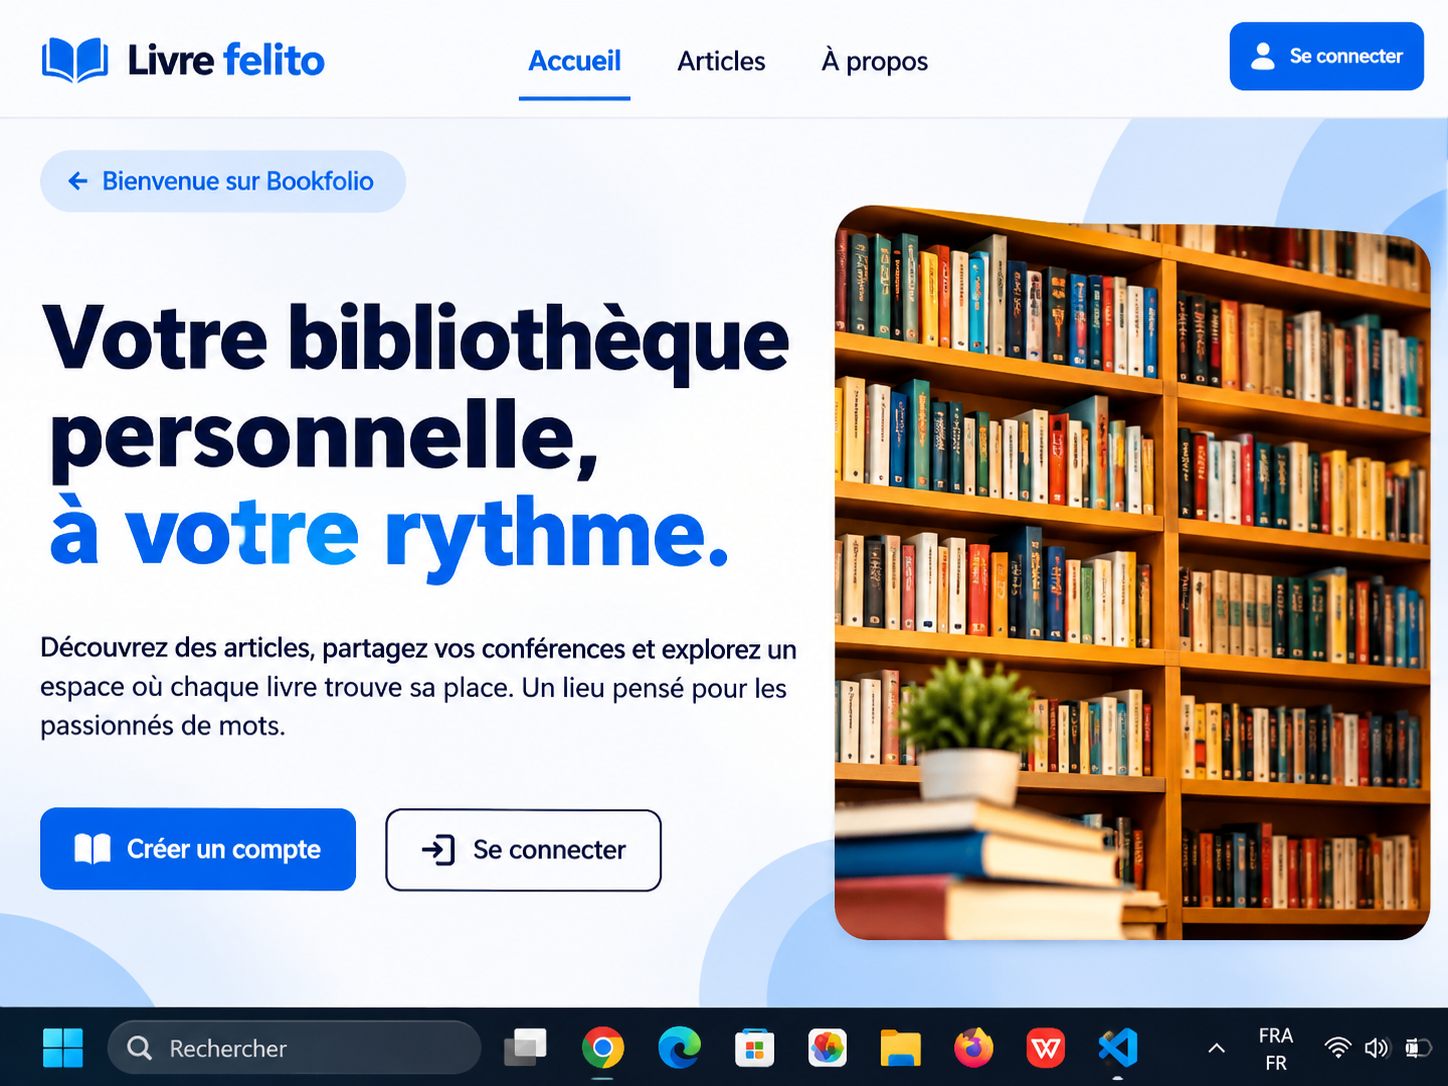 Livre felito
Accueil
Articles
À propos
Se connecter
← Bienvenue sur Bookfolio
Votre bibliothèque
personnelle,
à votre rythme.
Découvrez des articles, partagez vos conférences et explorez un
espace où chaque livre trouve sa place. Un lieu pensé pour les
passionnés de mots.
Créer un compte
Se connecter
Rechercher
FRA
FR